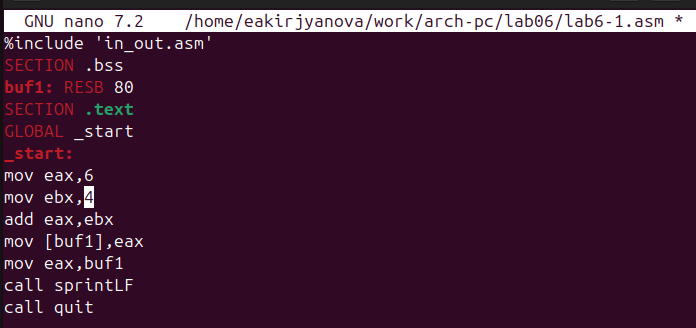 GNU nano 7.2 /home/eakirjyanova/work/arch-pc/lab06/lab6-1.asm *
%include 'in_out.asm'
SECTION .bss
buf1: RESB 80
SECTION .text
GLOBAL _start
_start:
mov eax,6
mov ebx,4
add eax,ebx
mov [buf1],eax
mov eax,buf1
call sprintLF
call quit